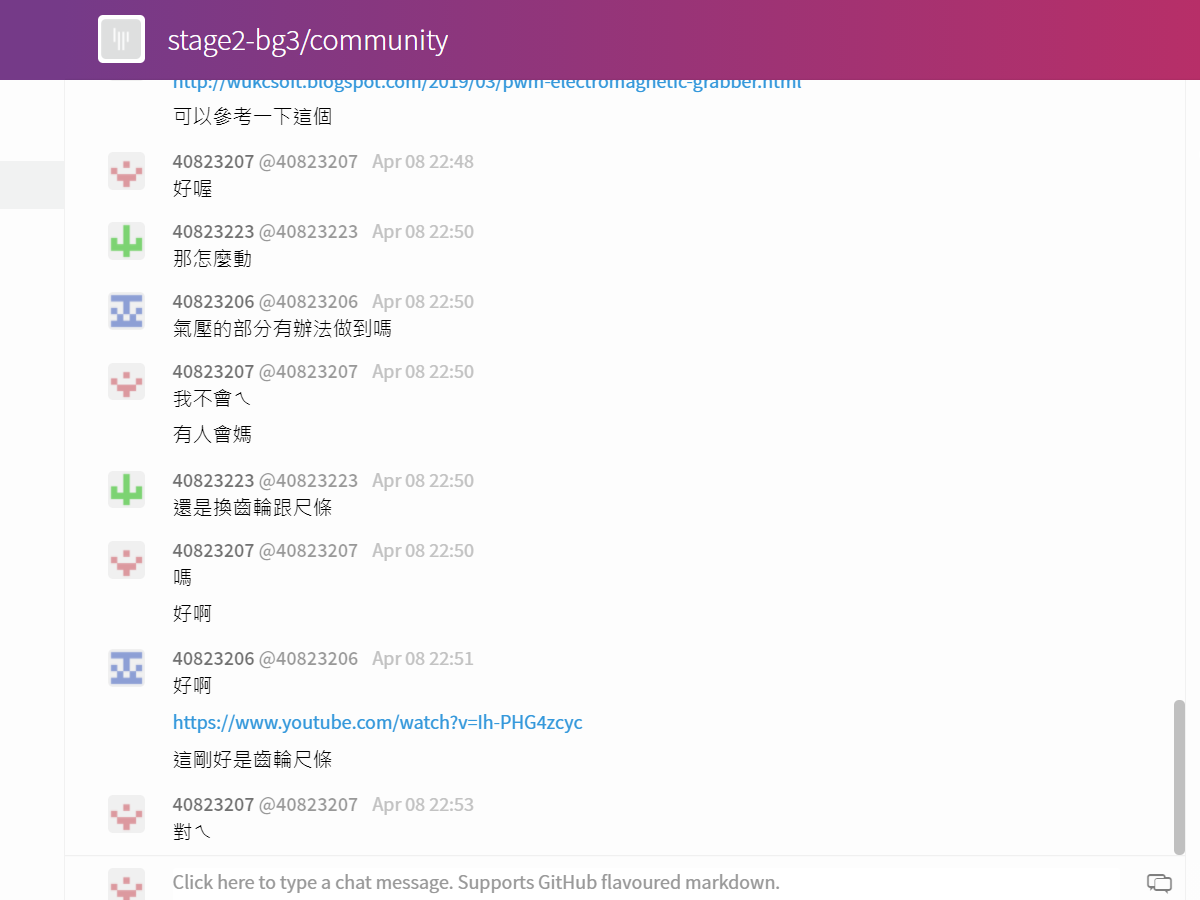 stage2-bg3/community
http://wukcsoft.blogspot.com/2019/03/pwm-electromagnetic-grabber.html
可以參考一下這個
40823207 @40823207 Apr 08 22:48
好喔
40823223 @40823223 Apr 08 22:50
那怎麼動
40823206 @40823206 Apr 08 22:50
氣壓的部分有辦法做到嗎
40823207 @40823207 Apr 08 22:50
我不會ㄟ
有人會媽
40823223 @40823223 Apr 08 22:50
還是換齒輪跟尺條
40823207 @40823207 Apr 08 22:50
嗎
好啊
40823206 @40823206 Apr 08 22:51
好啊
https://www.youtube.com/watch?v=Ih-PHG4zcyc
這剛好是齒輪尺條
40823207 @40823207 Apr 08 22:53
對ㄟ
Click here to type a chat message. Supports GitHub flavoured markdown.